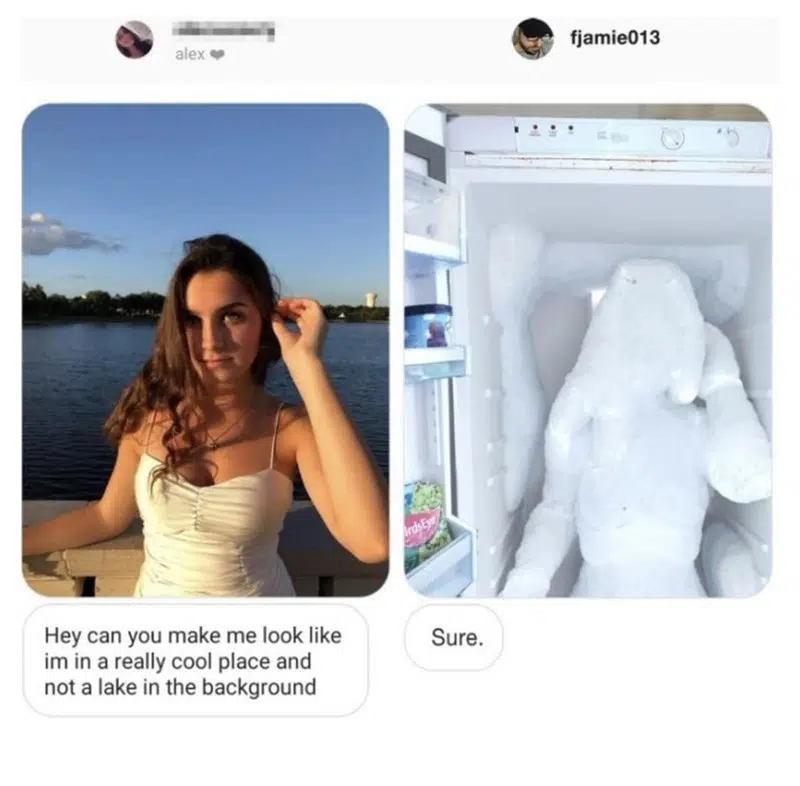 alex ❤
fjamie013
Hey can you make me look like
im in a really cool place and
not a lake in the background
Sure.
irdsEye